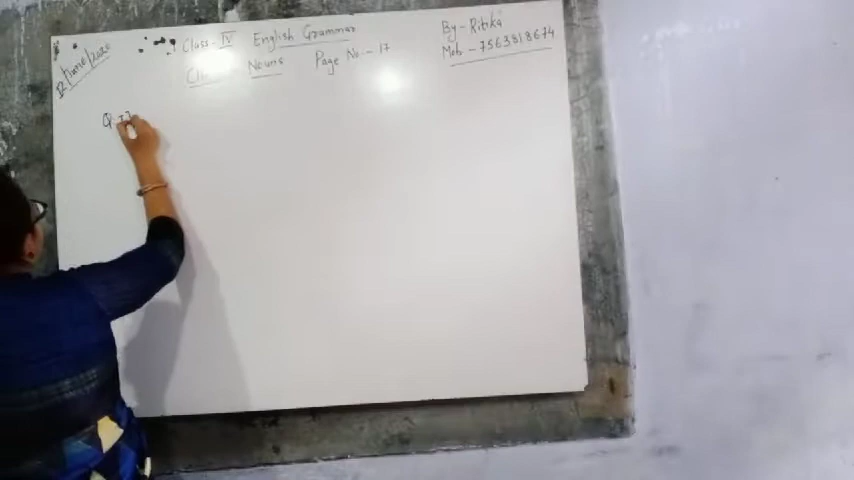 Class - IV English Grammar
By - Ritika
Nouns Page No. - 17
Mob - 7563818674
Q.